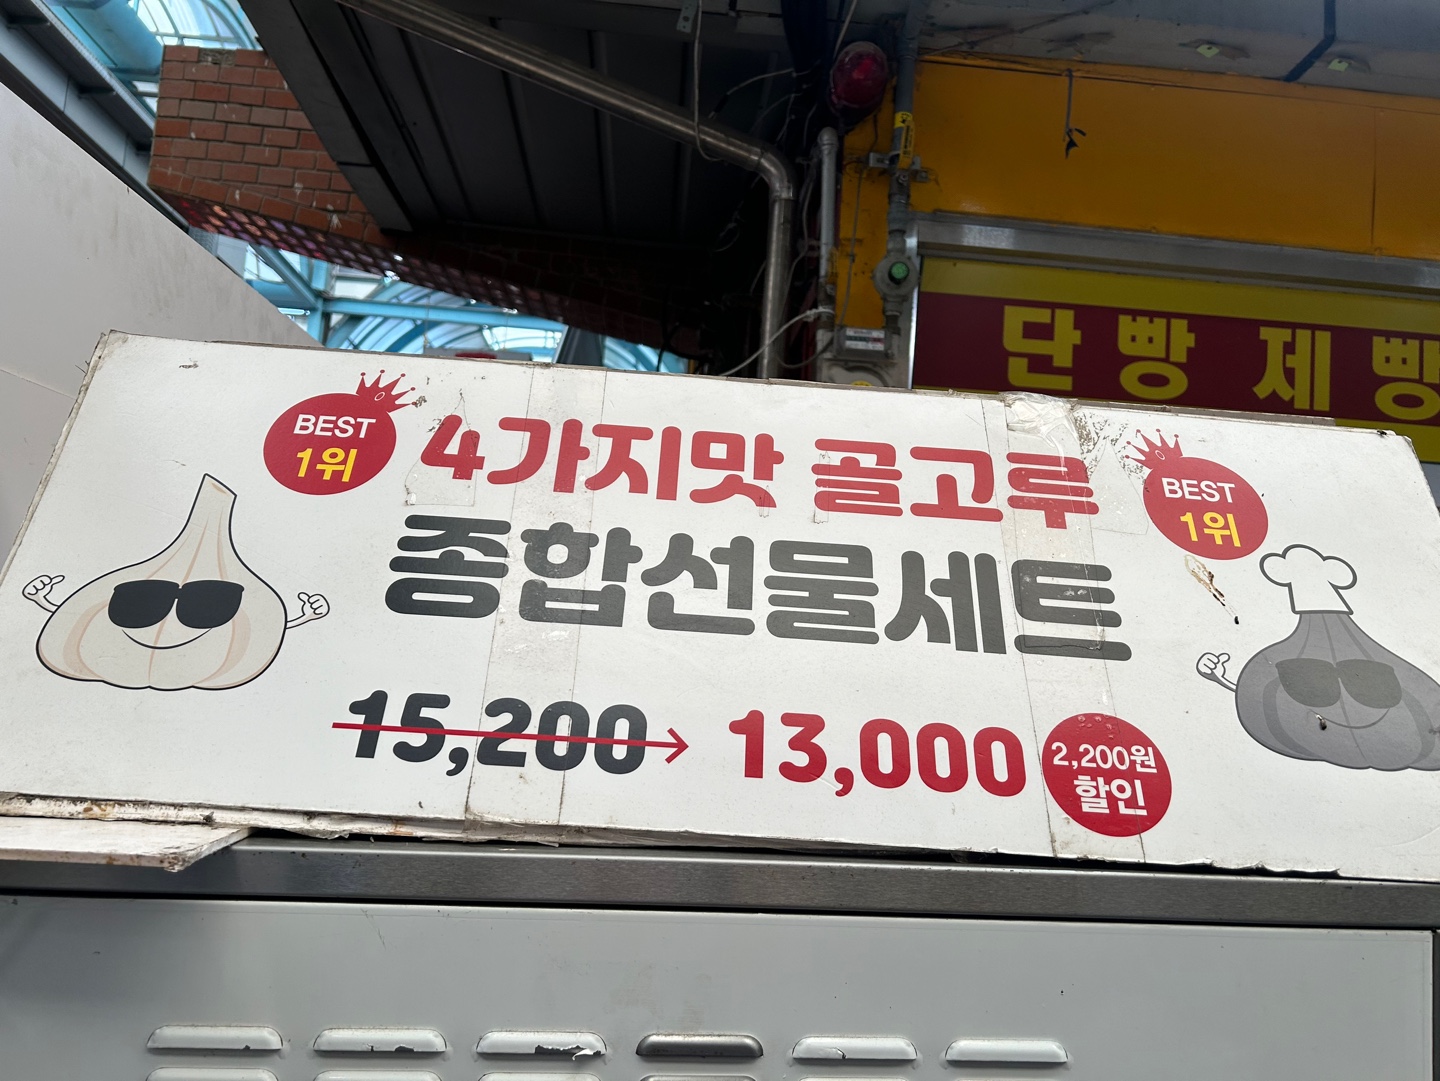 단빵제빵
BEST
1위
4가지맛 골고루
BEST
1위
종합선물세트
15,200 → 13,000
2,200원
할인